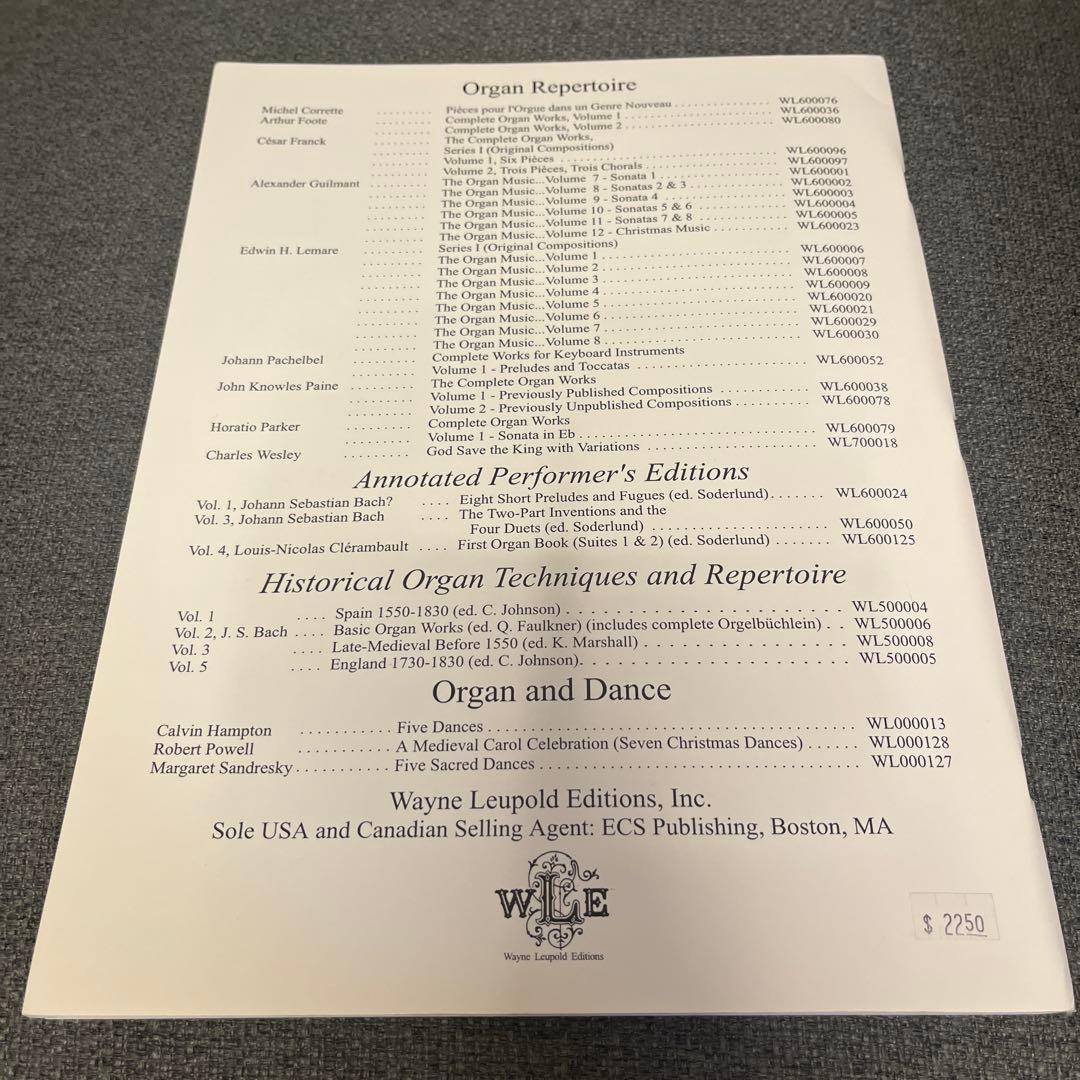 Organ Repertoire
Michel Corrette ......... Pièces pour l'Orgue dans un Genre Nouveau ............ WL600076
Arthur Foote ......... Complete Organ Works, Volume 1 .................... WL600036
......... Complete Organ Works, Volume 2 .................... WL600080
César Franck ......... The Complete Organ Works,
......... Series I (Original Compositions)
......... Volume 1, Six Pièces .................... WL600096
......... Volume 2, Trois Pièces, Trois Chorals .................... WL600097
Alexander Guilmant ......... The Organ Music...Volume 7 - Sonata 1 .................... WL600001
......... The Organ Music...Volume 8 - Sonatas 2 & 3 .................... WL600002
......... The Organ Music...Volume 9 - Sonata 4 .................... WL600003
......... The Organ Music...Volume 10 - Sonatas 5 & 6 .................... WL600004
......... The Organ Music...Volume 11 - Sonatas 7 & 8 .................... WL600005
......... The Organ Music...Volume 12 - Christmas Music ............ WL600023
Edwin H. Lemare ......... Series I (Original Compositions)
......... The Organ Music...Volume 1 .................... WL600006
......... The Organ Music...Volume 2 .................... WL600007
......... The Organ Music...Volume 3 .................... WL600008
......... The Organ Music...Volume 4 .................... WL600009
......... The Organ Music...Volume 5 .................... WL600020
......... The Organ Music...Volume 6 .................... WL600021
......... The Organ Music...Volume 7 .................... WL600029
......... The Organ Music...Volume 8 .................... WL600030
Johann Pachelbel ......... Complete Works for Keyboard Instruments
......... Volume 1 - Preludes and Toccatas .................... WL600052
John Knowles Paine ......... The Complete Organ Works
......... Volume 1 - Previously Published Compositions ............ WL600038
......... Volume 2 - Previously Unpublished Compositions .......... WL600078
Horatio Parker ......... Complete Organ Works
......... Volume 1 - Sonata in Eb .................... WL600079
Charles Wesley ......... God Save the King with Variations .................... WL700018
Annotated Performer's Editions
Vol. 1, Johann Sebastian Bach? .... Eight Short Preludes and Fugues (ed. Soderlund)....... WL600024
Vol. 3, Johann Sebastian Bach .... The Two-Part Inventions and the
Four Duets (ed. Soderlund) .................... WL600050
Vol. 4, Louis-Nicolas Clérambault .... First Organ Book (Suites 1 & 2) (ed. Soderlund) ....... WL600125
Historical Organ Techniques and Repertoire
Vol. 1 .... Spain 1550-1830 (ed. C. Johnson) ........................ WL500004
Vol. 2, J. S. Bach .... Basic Organ Works (ed. Q. Faulkner) (includes complete Orgelbüchlein) . . WL500006
Vol. 3 .... Late-Medieval Before 1550 (ed. K. Marshall) .................. WL500008
Vol. 5 .... England 1730-1830 (ed. C. Johnson)....................... WL500005
Organ and Dance
Calvin Hampton .......... Five Dances ........................................ WL000013
Robert Powell .......... A Medieval Carol Celebration (Seven Christmas Dances) ...... WL000128
Margaret Sandresky .......... Five Sacred Dances .................................. WL000127
Wayne Leupold Editions, Inc.
Sole USA and Canadian Selling Agent: ECS Publishing, Boston, MA
WLE
Wayne Leupold Editions
$ 2250